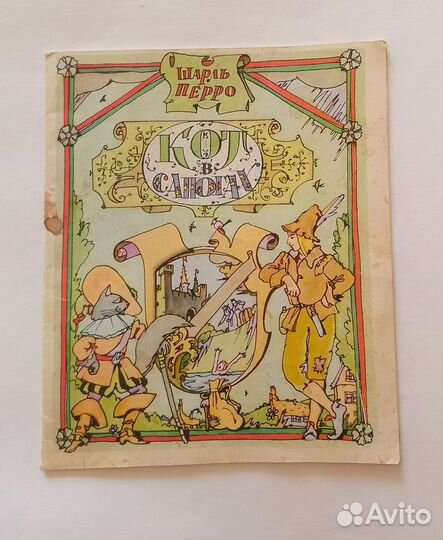 Шарль
Перро
Кот
в
сапогах
Avito